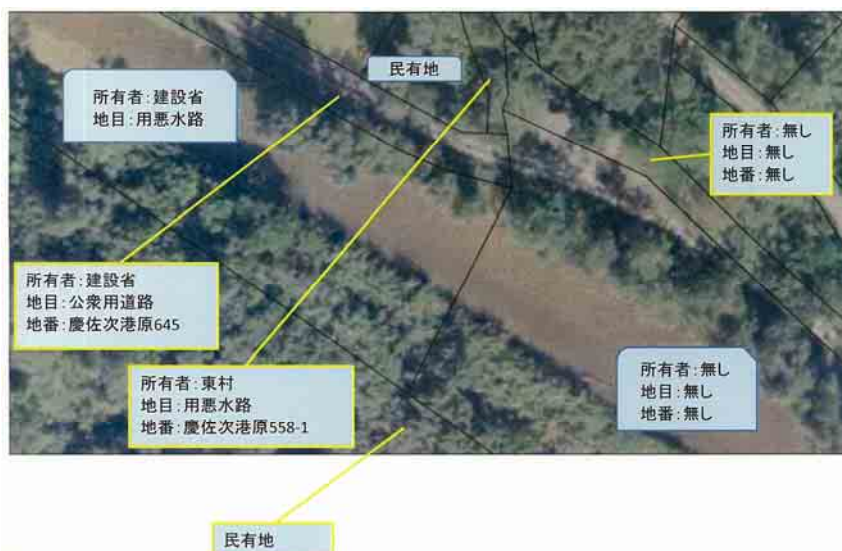 民有地
所有者:建設省
地目:用悪水路
所有者:無し
地目:無し
地番:無し
所有者:建設省
地目:公衆用道路
地番:慶佐次港原645
所有者:東村
地目:用悪水路
地番:慶佐次港原558-1
所有者:無し
地目:無し
地番:無し
民有地